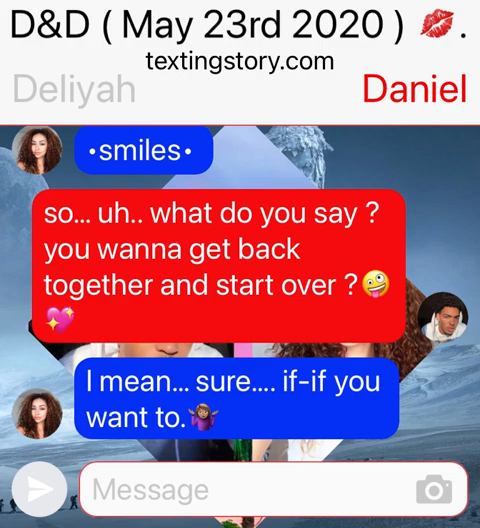 D&D ( May 23rd 2020 ) 💋.
textingstory.com
Deliyah
Daniel
•smiles•
so... uh.. what do you say ?
you wanna get back
together and start over ?🤪
💖
I mean... sure.... if-if you
want to.🤷🏽‍♀️
Message